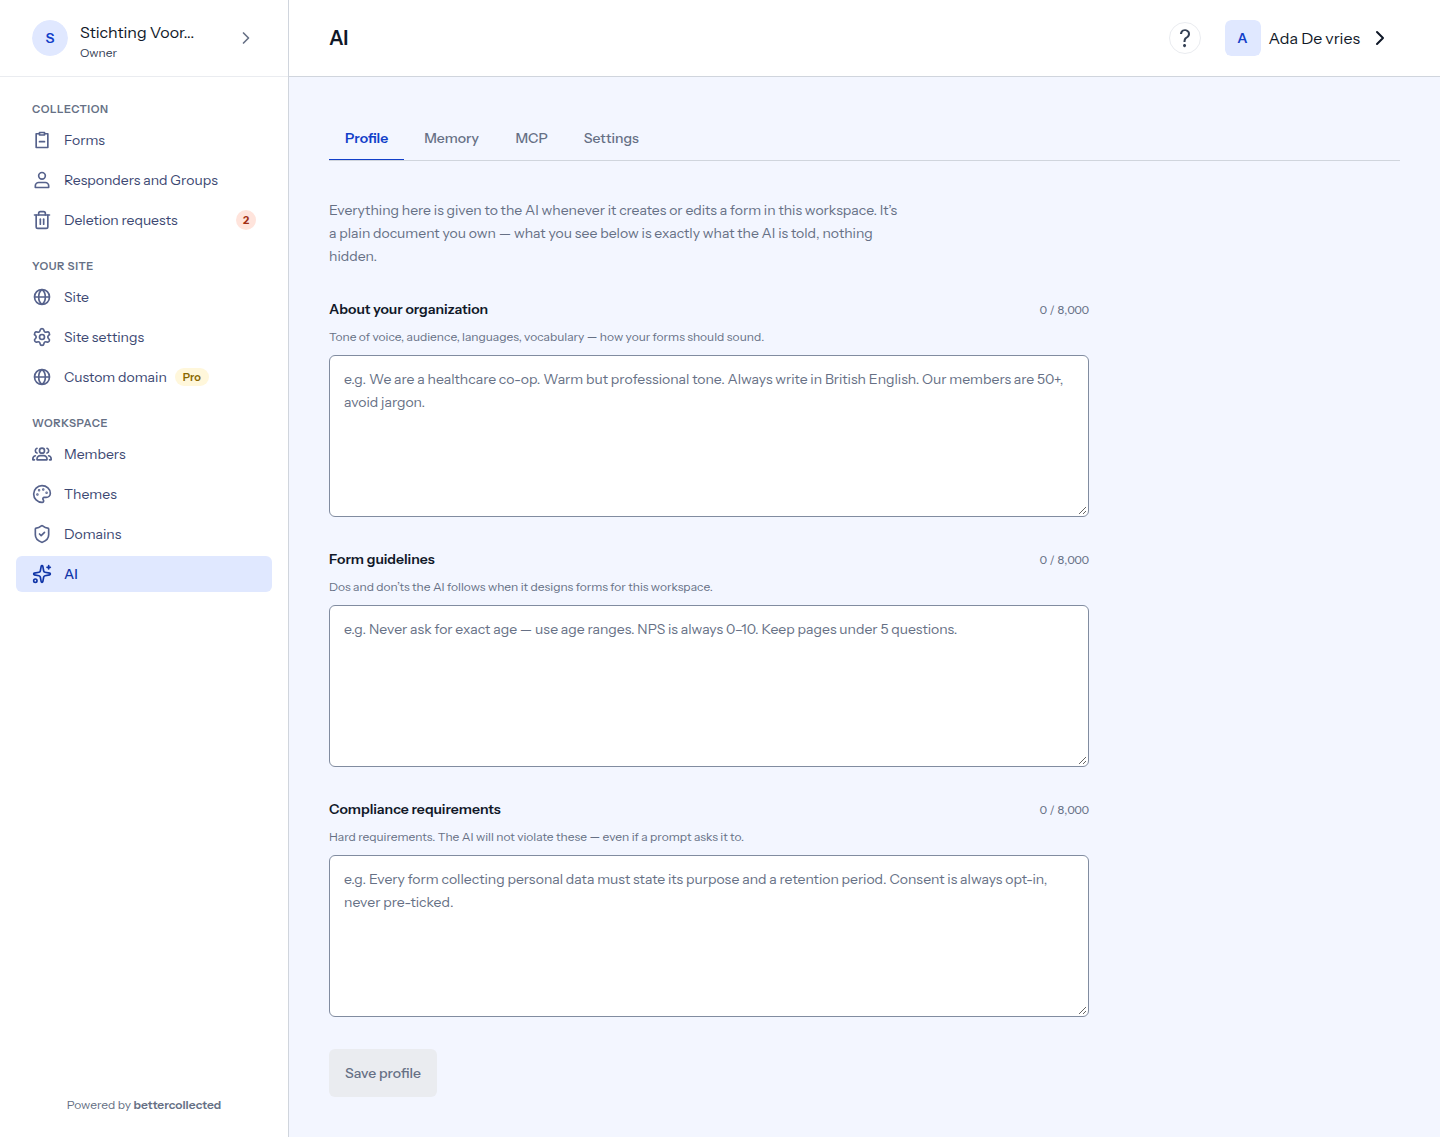 S
Stichting Voor...
Owner
AI
?
A
Ada De vries
COLLECTION
Forms
Responders and Groups
Deletion requests
2
YOUR SITE
Site
Site settings
Custom domain
Pro
WORKSPACE
Members
Themes
Domains
AI
Powered by bettercollected
Profile
Memory
MCP
Settings
Everything here is given to the AI whenever it creates or edits a form in this workspace. It's
a plain document you own — what you see below is exactly what the AI is told, nothing
hidden.
About your organization
0 / 8,000
Tone of voice, audience, languages, vocabulary — how your forms should sound.
e.g. We are a healthcare co-op. Warm but professional tone. Always write in British English. Our members are 50+,
avoid jargon.
Form guidelines
0 / 8,000
Dos and don'ts the AI follows when it designs forms for this workspace.
e.g. Never ask for exact age — use age ranges. NPS is always 0–10. Keep pages under 5 questions.
Compliance requirements
0 / 8,000
Hard requirements. The AI will not violate these — even if a prompt asks it to.
e.g. Every form collecting personal data must state its purpose and a retention period. Consent is always opt-in,
never pre-ticked.
Save profile